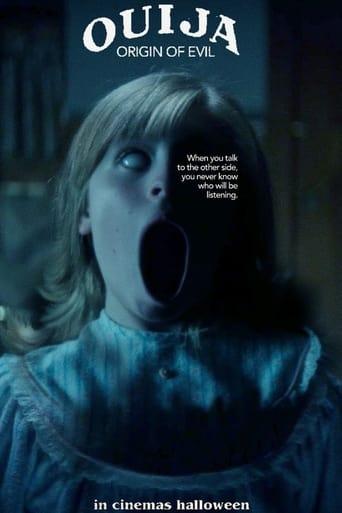 OUIJA
ORIGIN OF EVIL
When you talk
to the other side,
you never know
who will be
listening.
in cinemas halloween